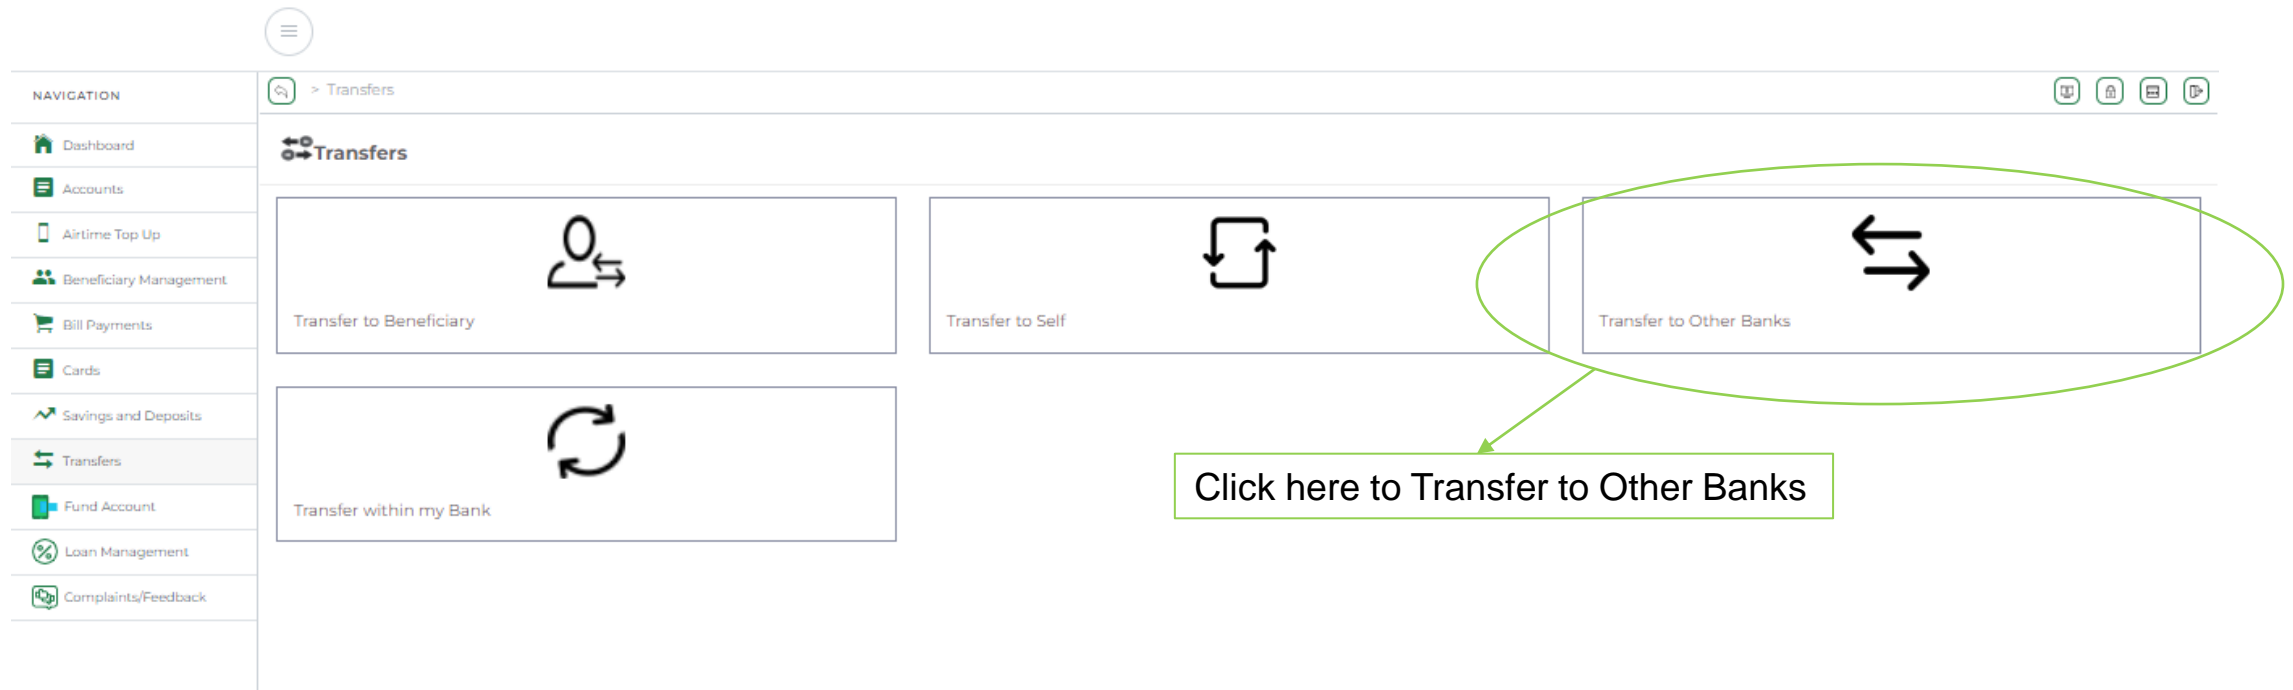 NAVIGATION
Dashboard
Accounts
Airtime Top Up
Beneficiary Management
Bill Payments
Cards
Savings and Deposits
Transfers
Fund Account
Loan Management
Complaints/Feedback
> Transfers
Transfers
Transfer to Beneficiary
Transfer to Self
Transfer to Other Banks
Transfer within my Bank
Click here to Transfer to Other Banks